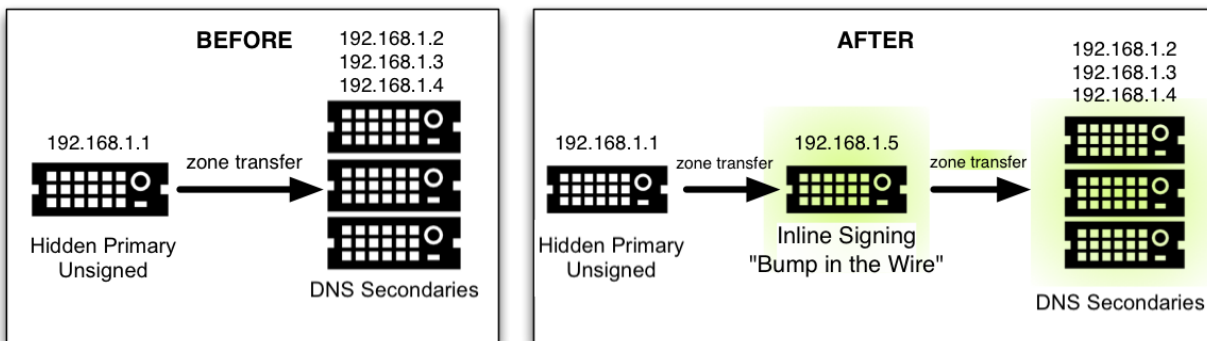 BEFORE
192.168.1.2
192.168.1.3
192.168.1.4
192.168.1.1
zone transfer
Hidden Primary
Unsigned
DNS Secondaries
AFTER
192.168.1.2
192.168.1.3
192.168.1.4
192.168.1.1
zone transfer
192.168.1.5
zone transfer
Hidden Primary
Unsigned
Inline Signing
"Bump in the Wire"
DNS Secondaries